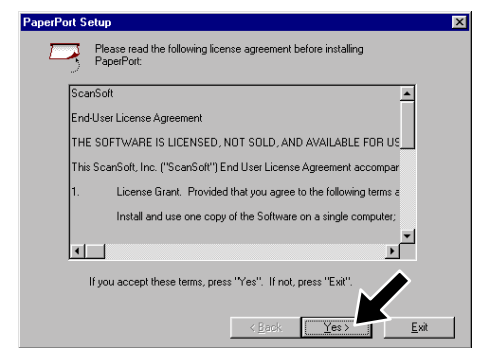 PaperPort Setup
Please read the following license agreement before installing
PaperPort:
ScanSoft
End-User License Agreement
THE SOFTWARE IS LICENSED, NOT SOLD, AND AVAILABLE FOR US
This ScanSoft, Inc. ("ScanSoft") End User License Agreement accompar
1. License Grant. Provided that you agree to the following terms a
Install and use one copy of the Software on a single computer;
If you accept these terms, press "Yes". If not, press "Exit".
< Back Yes > Exit